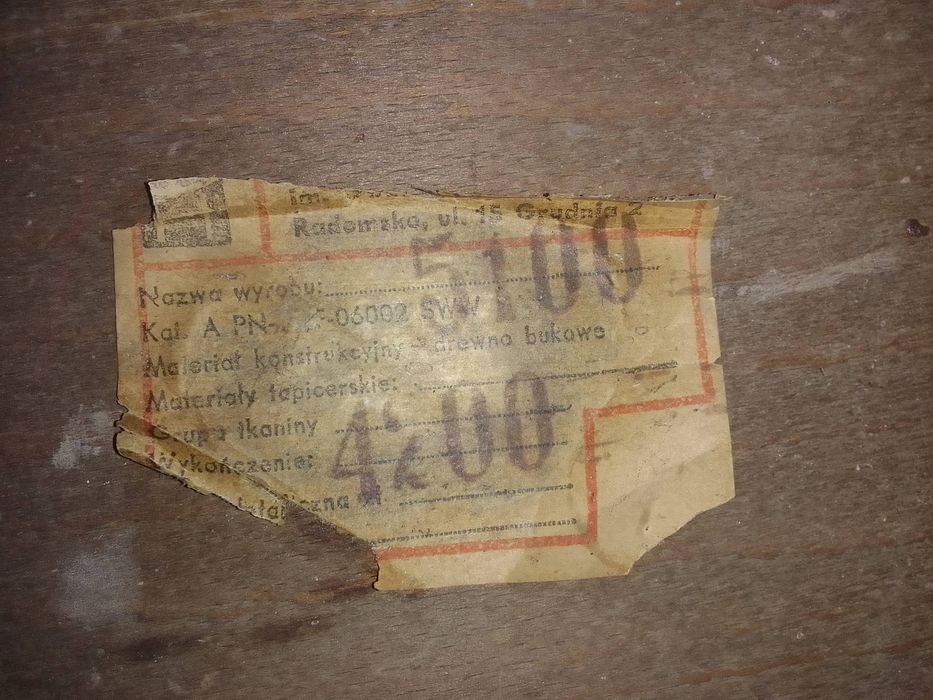 im.
Radomsko, ul. 15 Grudnia 2
5100
Nazwa wyrobu:
Kat. A PN- -06002 SWW
Materiał konstrukcyjny - drewno bukowe
Materiały tapicerskie:
Grupa tkaniny
4200
Wykończenie: